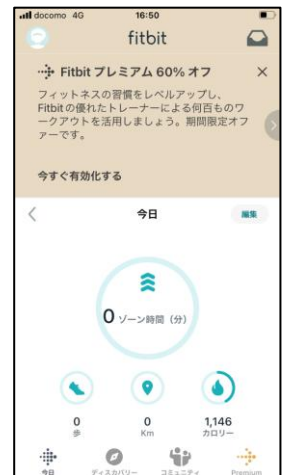 docomo 4G 16:50
fitbit
Fitbit プレミアム 60% オフ ×
フィットネスの習慣をレベルアップし、
Fitbit の優れたトレーナーによる何百ものワ
ークアウトを活用しましょう。期間限定オフ
ァーです。
今すぐ有効化する
今日 編集
0 ゾーン時間（分）
0 0 1,146
歩 Km カロリー
今日 ディスカバリー コミュニティ Premium